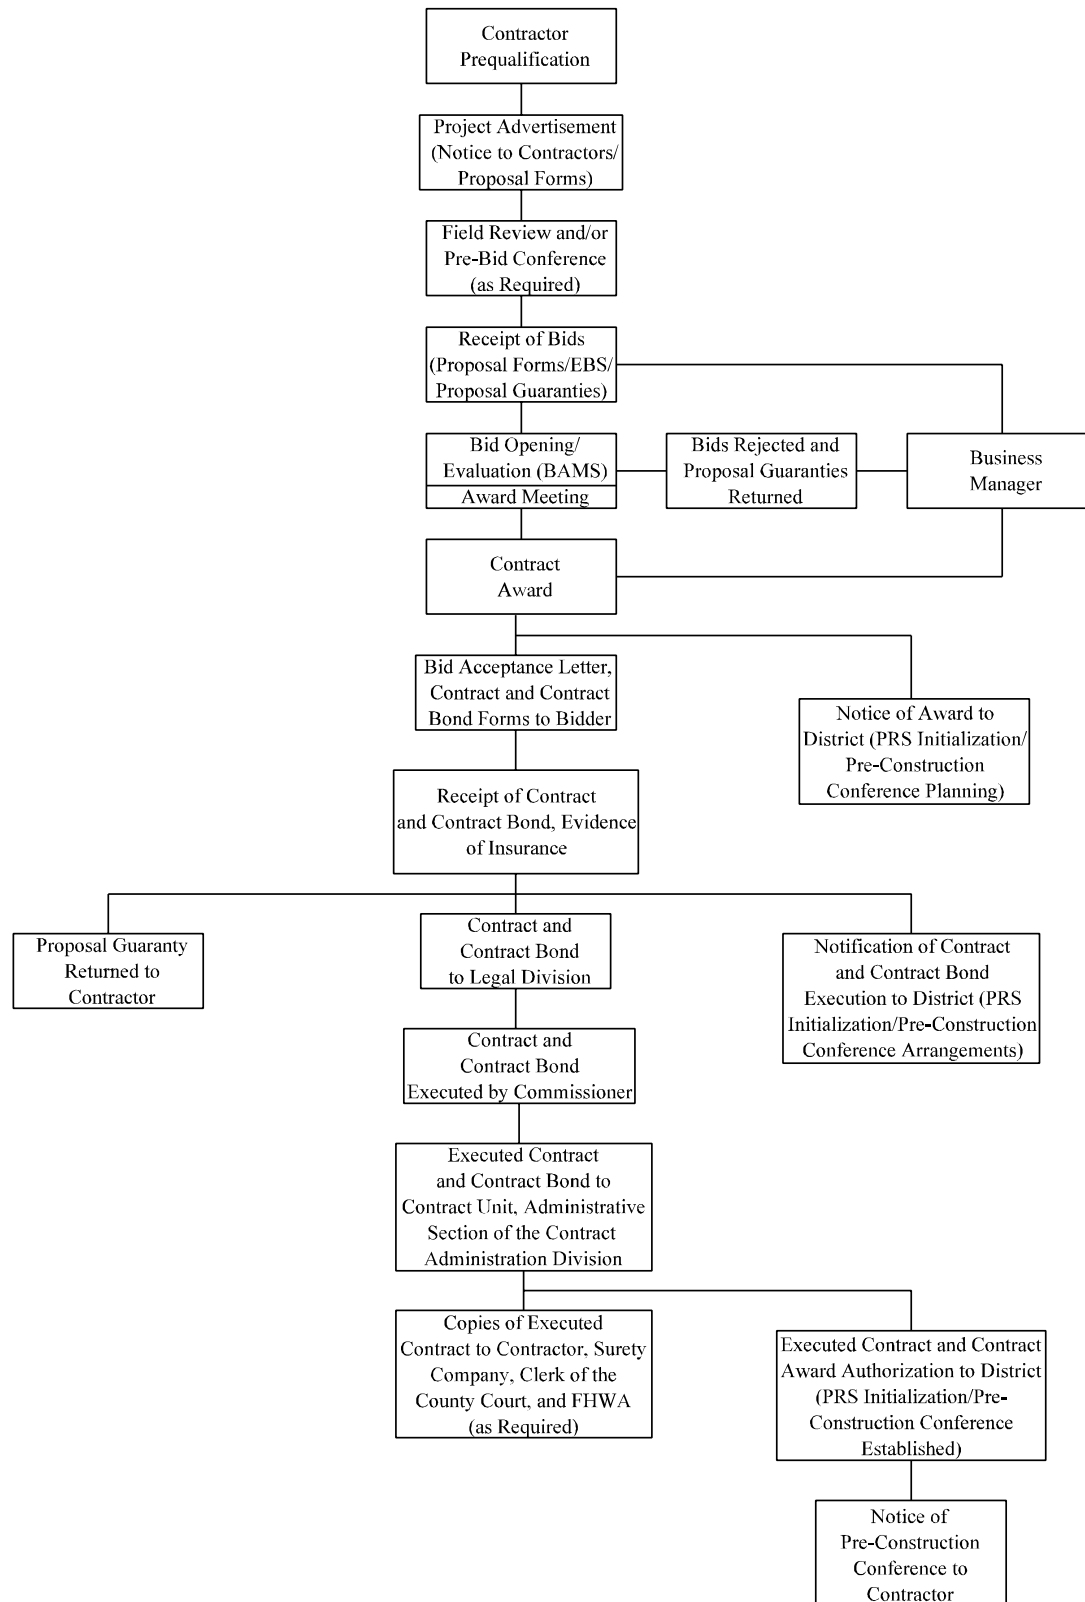 Contractor
Prequalification
Project Advertisement
(Notice to Contractors/
Proposal Forms)
Field Review and/or
Pre-Bid Conference
(as Required)
Receipt of Bids
(Proposal Forms/EBS/
Proposal Guaranties)
Bid Opening/
Evaluation (BAMS)
Award Meeting
Bids Rejected and
Proposal Guaranties
Returned
Business
Manager
Contract
Award
Bid Acceptance Letter,
Contract and Contract
Bond Forms to Bidder
Notice of Award to
District (PRS Initialization/
Pre-Construction
Conference Planning)
Receipt of Contract
and Contract Bond, Evidence
of Insurance
Proposal Guaranty
Returned to
Contractor
Contract and
Contract Bond
to Legal Division
Notification of Contract
and Contract Bond
Execution to District (PRS
Initialization/Pre-Construction
Conference Arrangements)
Contract and
Contract Bond
Executed by Commissioner
Executed Contract
and Contract Bond to
Contract Unit, Administrative
Section of the Contract
Administration Division
Copies of Executed
Contract to Contractor, Surety
Company, Clerk of the
County Court, and FHWA
(as Required)
Executed Contract and Contract
Award Authorization to District
(PRS Initialization/Pre-
Construction Conference
Established)
Notice of
Pre-Construction
Conference to
Contractor